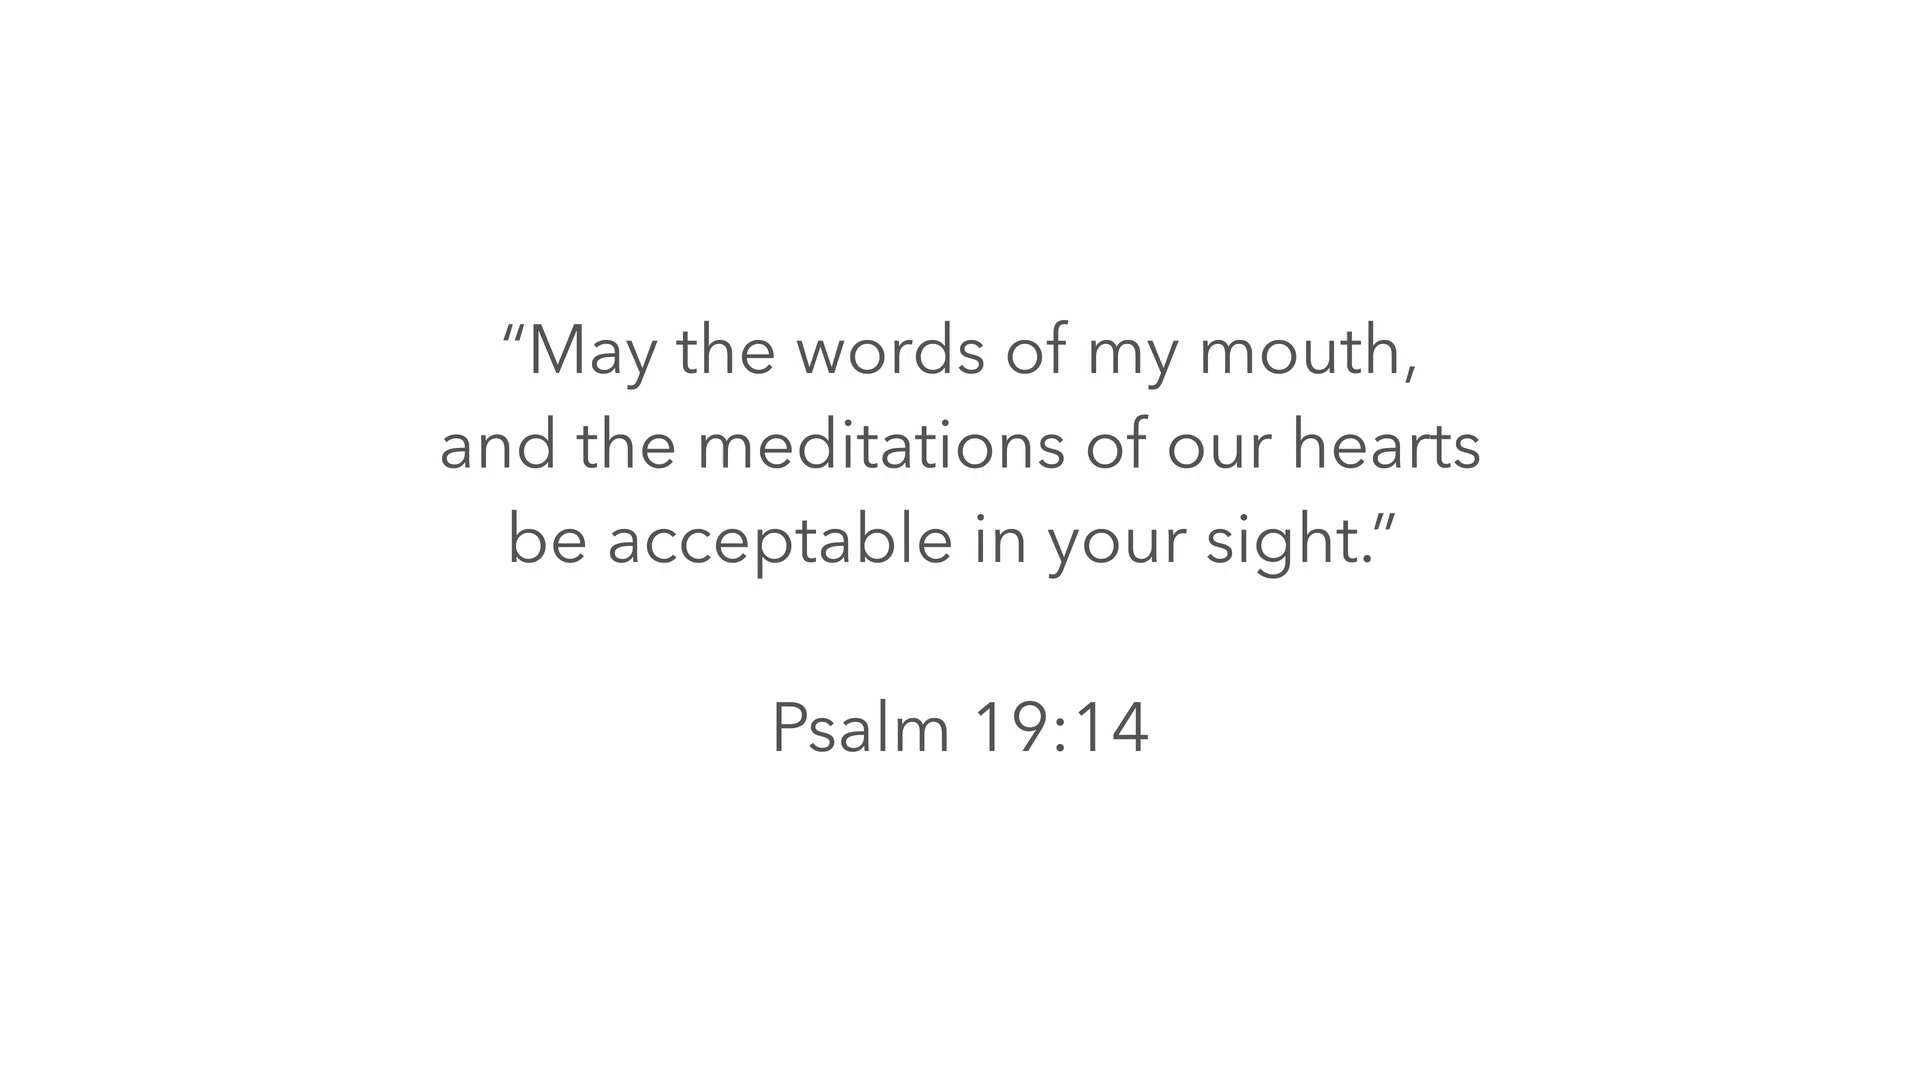 “May the words of my mouth,
and the meditations of our hearts
be acceptable in your sight.”
Psalm 19:14